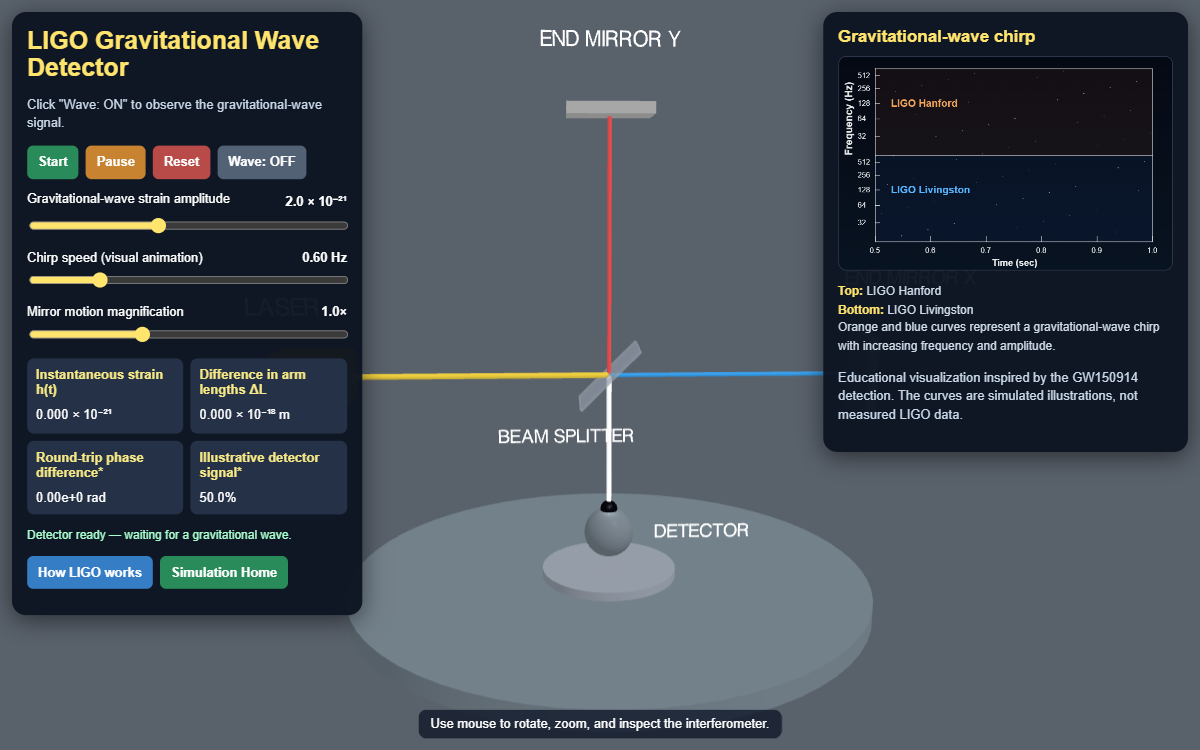 LIGO Gravitational Wave
Detector
Click "Wave: ON" to observe the gravitational-wave
signal.
Start
Pause
Reset
Wave: OFF
Gravitational-wave strain amplitude
2.0 × 10⁻²¹
Chirp speed (visual animation)
0.60 Hz
LASER
Mirror motion magnification
1.0×
Instantaneous strain
h(t)
0.000 × 10⁻²¹
Difference in arm
lengths ΔL
0.000 × 10⁻¹⁸ m
Round-trip phase
difference*
0.00e+0 rad
Illustrative detector
signal*
50.0%
Detector ready — waiting for a gravitational wave.
How LIGO works
Simulation Home
END MIRROR Y
BEAM SPLITTER
DETECTOR
Use mouse to rotate, zoom, and inspect the interferometer.
Gravitational-wave chirp
Frequency (Hz)
512
256
128
64
32
LIGO Hanford
512
256
128
64
32
LIGO Livingston
0.5
0.6
0.7
0.8
0.9
1.0
Time (sec)
END MIRROR X
Top: LIGO Hanford
Bottom: LIGO Livingston
Orange and blue curves represent a gravitational-wave chirp
with increasing frequency and amplitude.
Educational visualization inspired by the GW150914
detection. The curves are simulated illustrations, not
measured LIGO data.